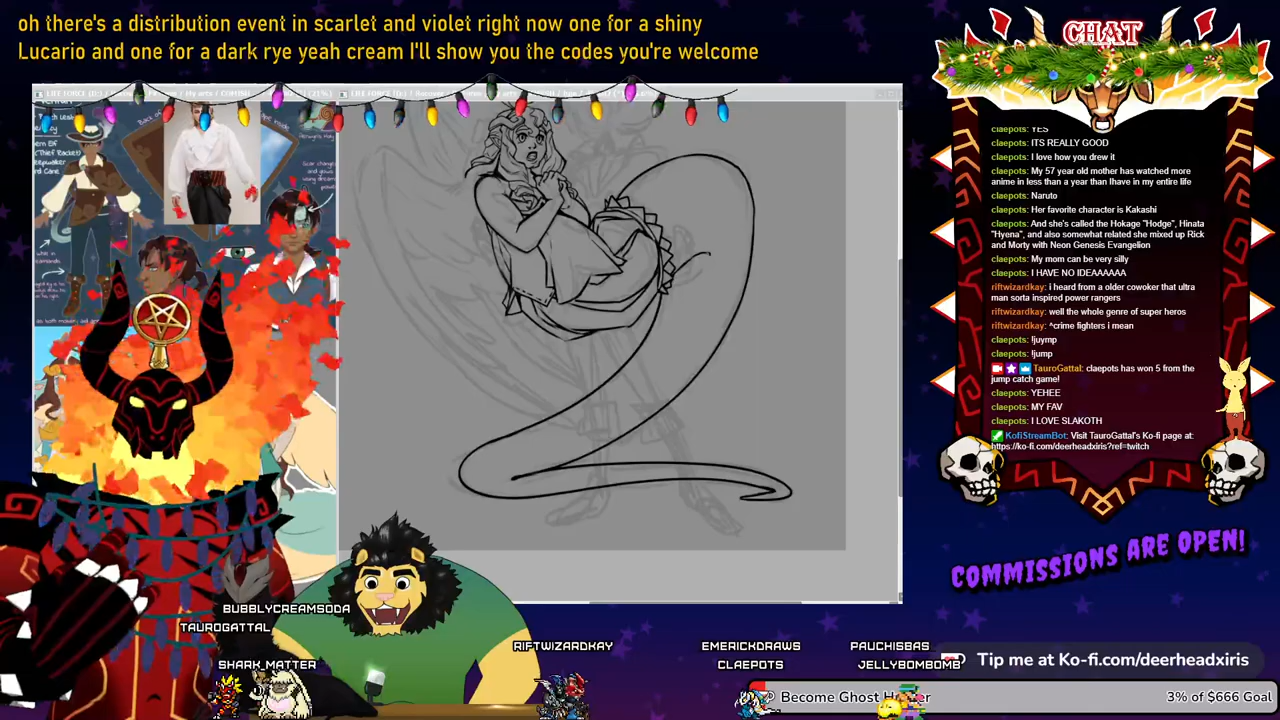 oh there's a distribution event in scarlet and violet right now one for a shiny
Lucario and one for a dark rye yeah cream I'll show you the codes you're welcome
CHAT
claepots: YES
claepots: ITS REALLY GOOD
claepots: I love how you drew it
claepots: My 57 year old mother has watched more
anime in less than a year than Ihave in my entire life
claepots: Naruto
claepots: Her favorite character is Kakashi
claepots: And she's called the Hokage "Hodge", Hinata
"Hyena", and also somewhat related she mixed up Rick
and Morty with Neon Genesis Evangelion
claepots: My mom can be very silly
claepots: I HAVE NO IDEAAAAAA
riftwizardkay: i heard from a older cowoker that ultra
man sorta inspired power rangers
riftwizardkay: well the whole genre of super heros
riftwizardkay: ^crime fighters i mean
claepots: !juymp
claepots: !jump
TauroGattal: claepots has won 5 from the
jump catch game!
claepots: YEHEE
claepots: MY FAV
claepots: I LOVE SLAKOTH
KofiStreamBot: Visit TauroGattal's Ko-fi page at:
https://ko-fi.com/deerheadxiris?ref=twitch
COMMISSIONS ARE OPEN!
BUBBLYCREAMSODA
TAUROGATTAL
SHARK_MATTER
RIFTWIZARDKAY
EMERICKDRAWS
CLAEPOTS
PAUCHISBAS
JELLYBOMBOMB
Tip me at Ko-fi.com/deerheadxiris
Become Ghost
3% of $666 Goal